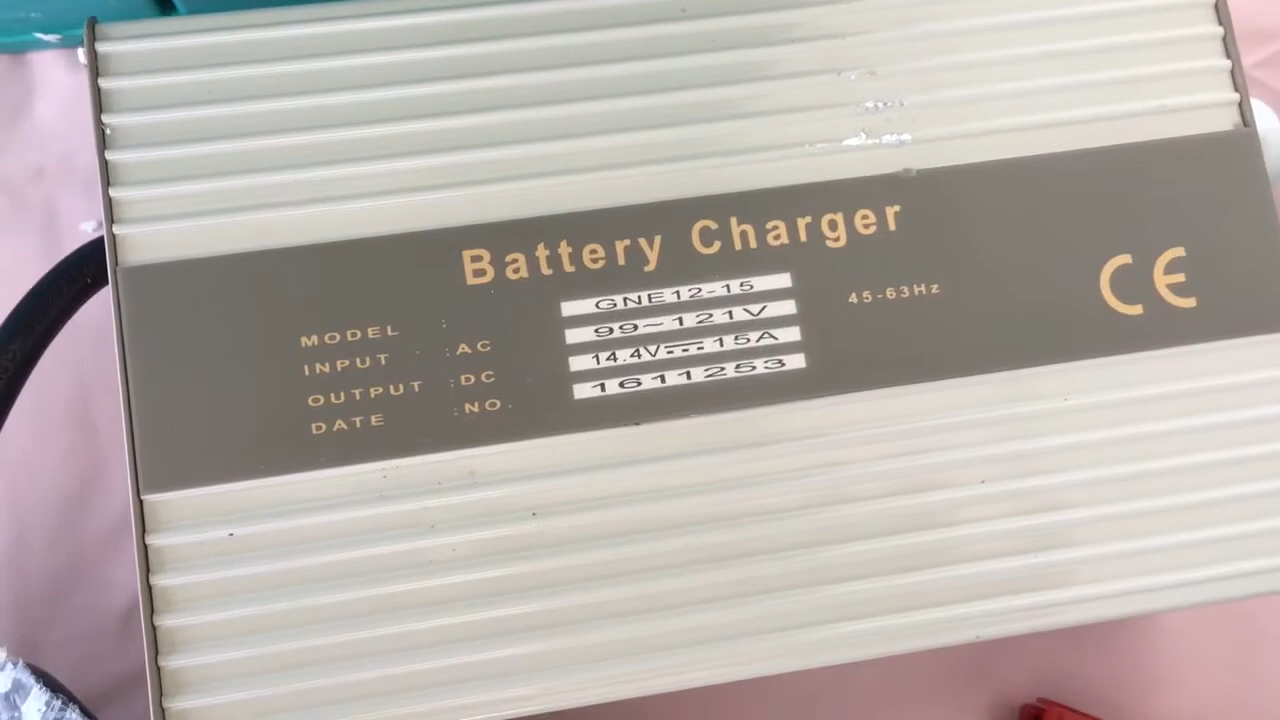 Battery Charger
MODEL : GNE12-15
INPUT :AC 99~121V 45-63Hz
OUTPUT :DC 14.4V⎓15A
DATE :NO. 1611253
CE